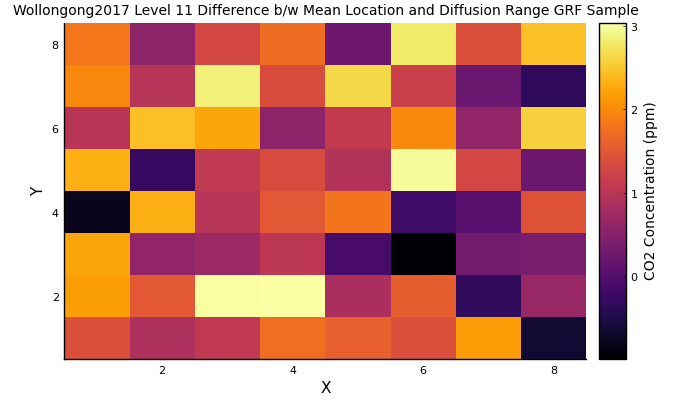 Wollongong2017 Level 11 Difference b/w Mean Location and Diffusion Range GRF Sample
8
6
4
2
Y
2 4 6 8
X
3
2
1
0
CO2 Concentration (ppm)